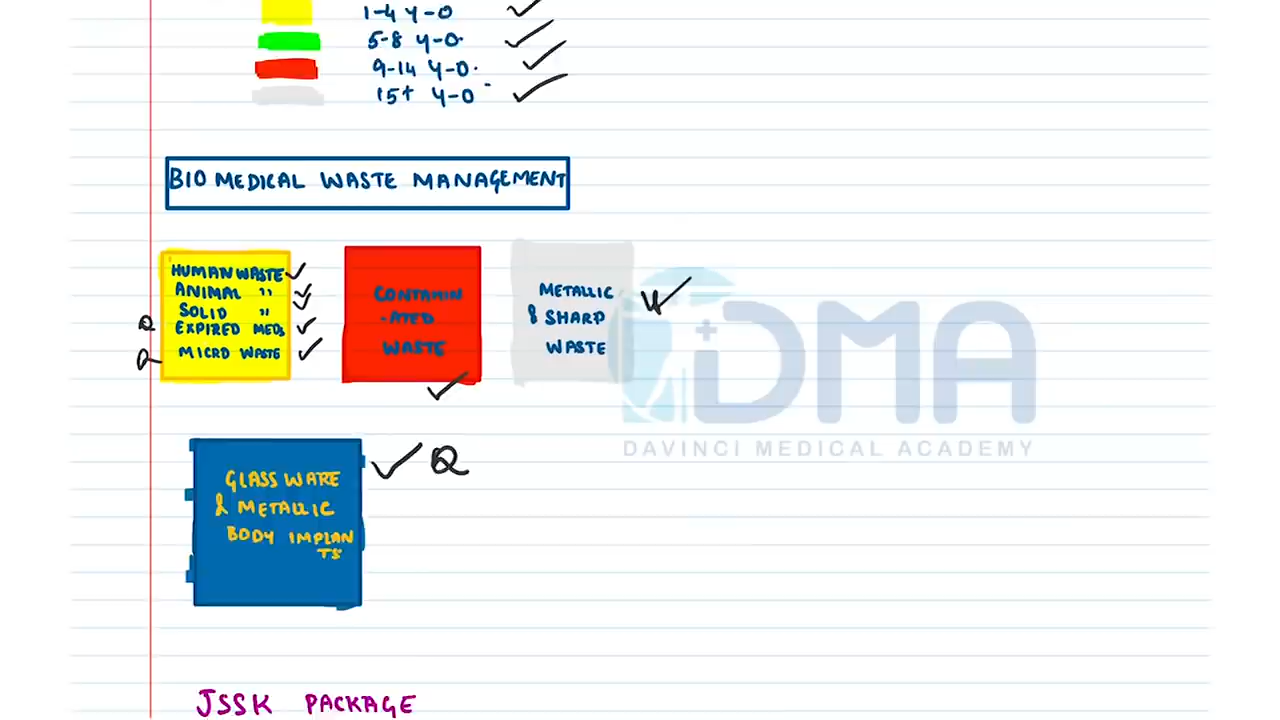 1-4 Y-O
5-8 Y-O.
9-14 Y-O.
15+ Y-O
BIO MEDICAL WASTE MANAGEMENT
HUMAN WASTE
ANIMAL "
SOLID "
Q EXPIRED MEDS
Q MICRO WASTE
CONTAMIN
-ATED
WASTE
METALLIC
& SHARP
WASTE
DMA
DAVINCI MEDICAL ACADEMY
GLASS WARE
& METALLIC
BODY IMPLAN
TS
Q
JSSK PACKAGE